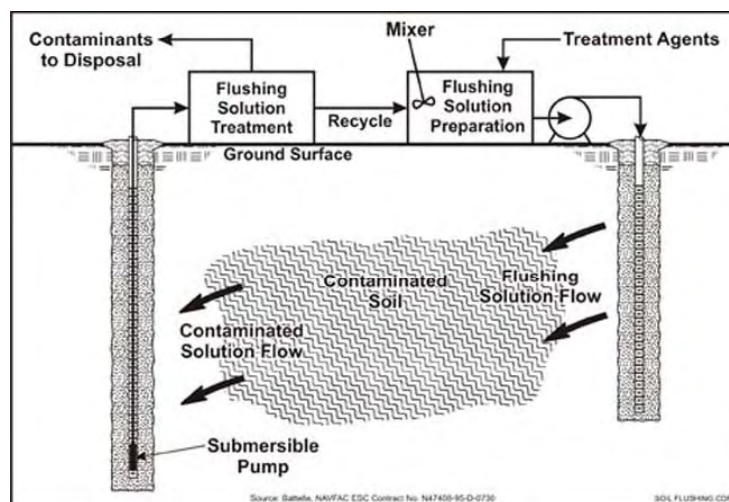 Contaminants
to Disposal
Mixer
Treatment Agents
Flushing
Solution
Treatment
Recycle
Flushing
Solution
Preparation
Ground Surface
Contaminated
Soil
Flushing
Solution Flow
Contaminated
Solution Flow
Submersible
Pump
Source: Battelle, NAVFAC ESC Contract No. N47408-95-D-0730
SOIL FLUSHING.CDR